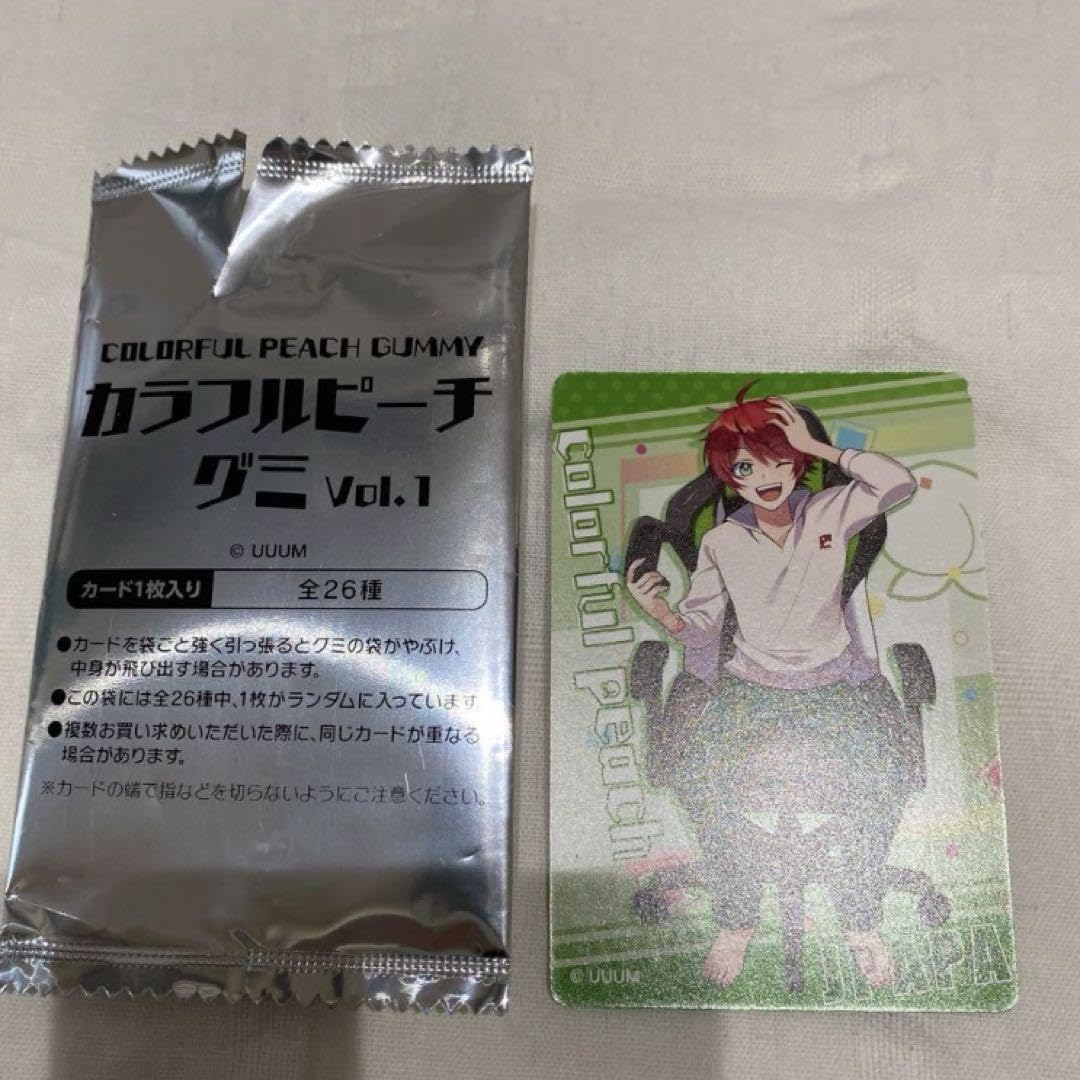 COLORFUL PEACH GUMMY
カラフルピーチ
グミ Vol.1
© UUUM
カード1枚入り 全26種
●カードを袋ごと強く引っ張るとグミの袋がやぶけ、
中身が飛び出す場合があります。
●この袋には全26種中、1枚がランダムに入っています
●複数お買い求めいただいた際に、同じカードが重なる
場合があります。
※カードの端で指などを切らないようにご注意ください。
Colorful peach
© UUUM
JPAPA